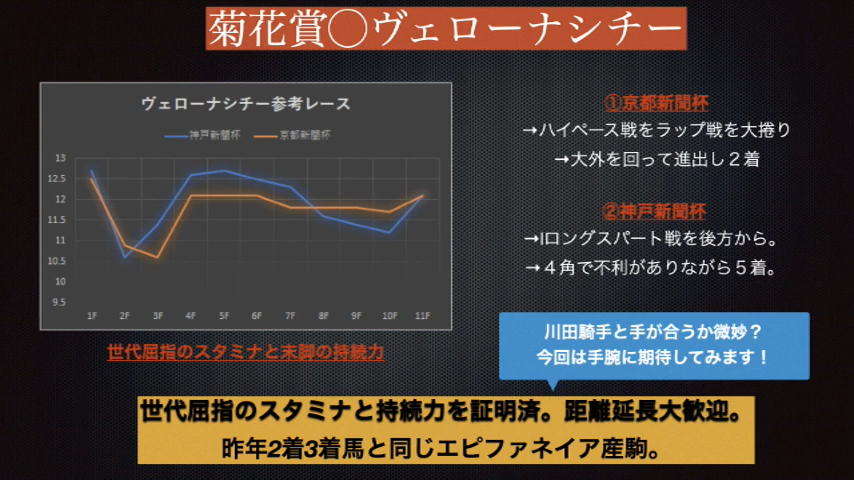 菊花賞◯ヴェローナシチー
ヴェローナシチー参考レース
神戸新聞杯 京都新聞杯
13
12.5
12
11.5
11
10.5
10
9.5
1F 2F 3F 4F 5F 6F 7F 8F 9F 10F 11F
世代屈指のスタミナと末脚の持続力
①京都新聞杯
→ハイペース戦をラップ戦を大捲り
→大外を回って進出し２着
②神戸新聞杯
→lロングスパート戦を後方から。
→４角で不利がありながら５着。
川田騎手と手が合うか微妙？
今回は手腕に期待してみます！
世代屈指のスタミナと持続力を証明済。距離延長大歓迎。
昨年2着3着馬と同じエピファネイア産駒。